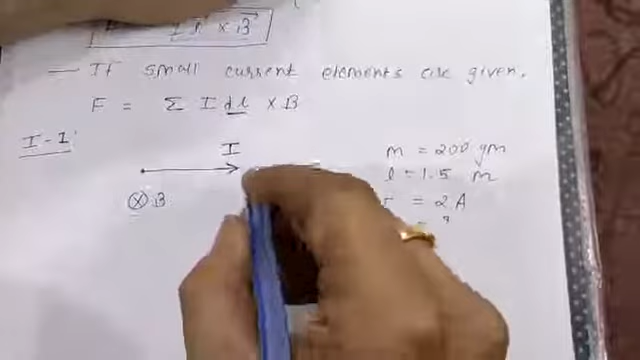 I l × B
— If small current elements are given.
F = Σ I dl × B
I-1
I
m = 200 gm
l = 1.5 m
⊗ B
= 2 A
= ?